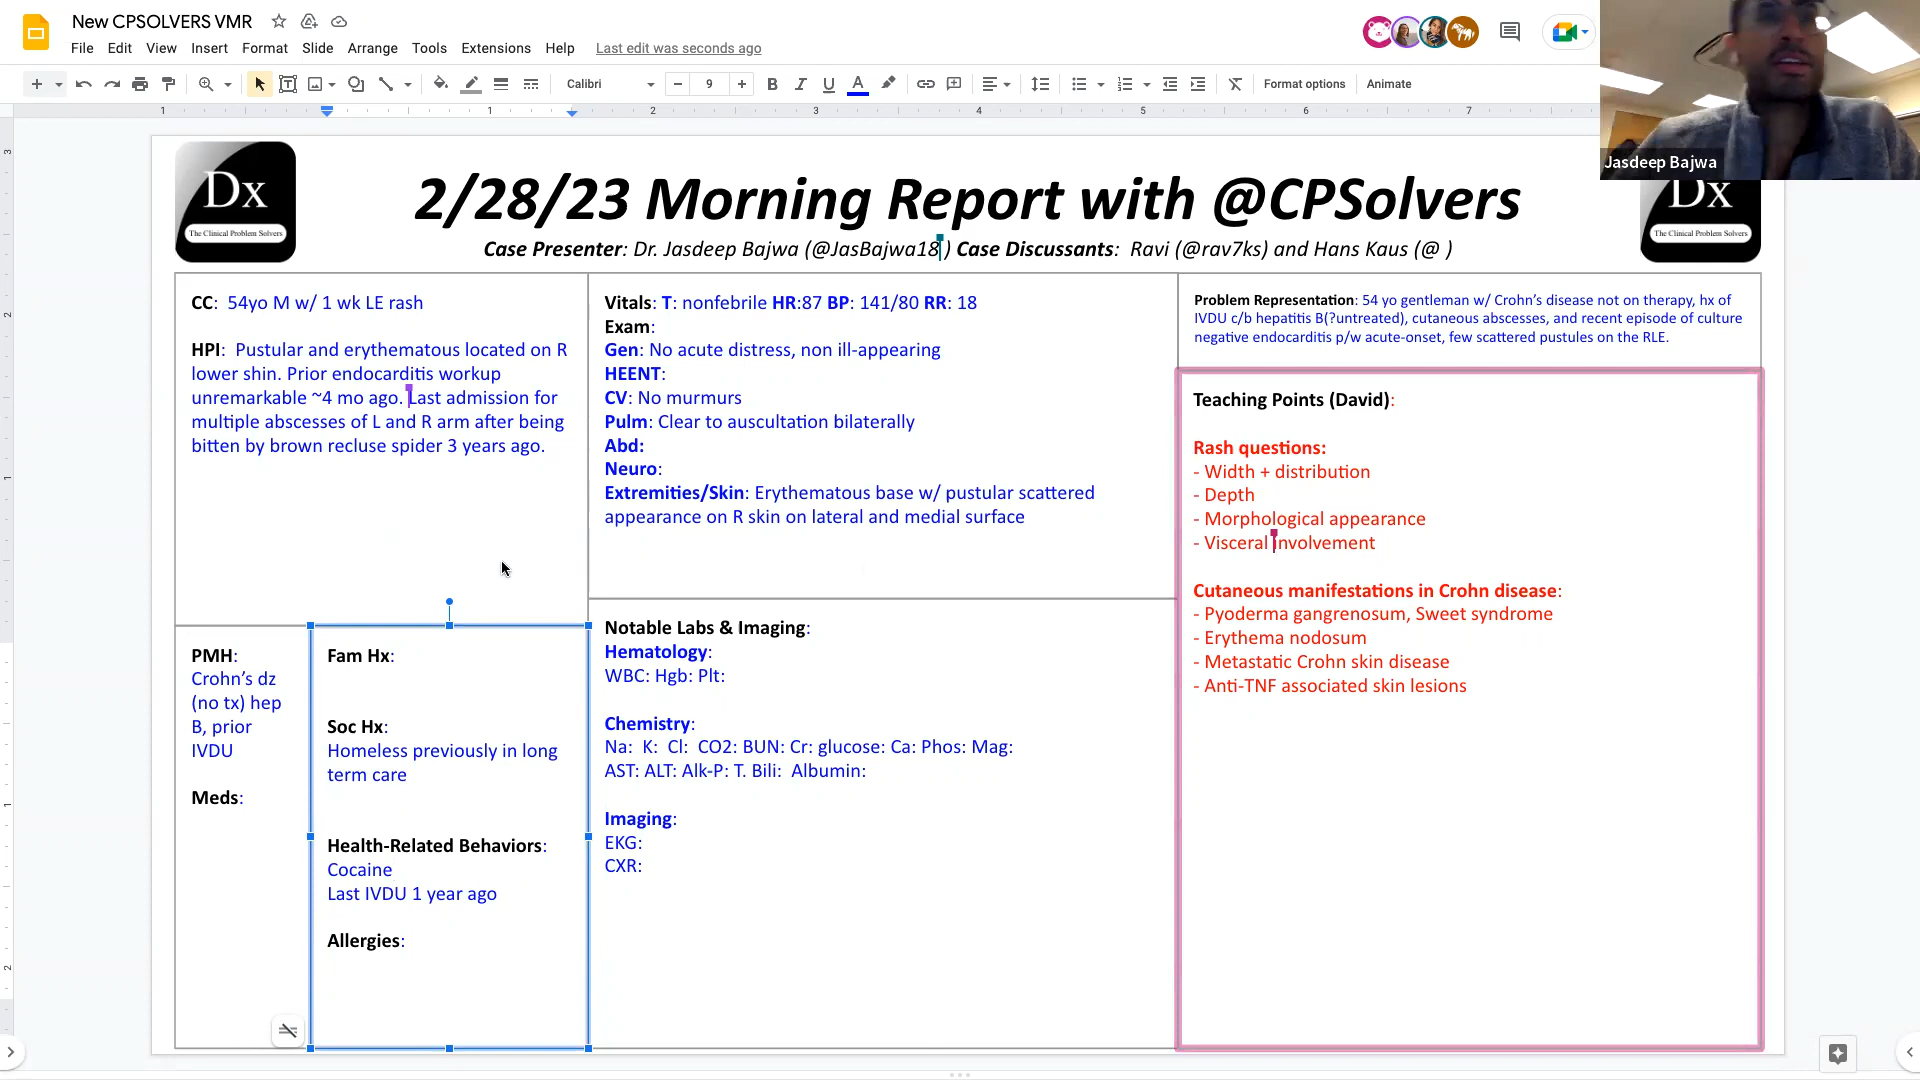 New CPSOLVERS VMR
File Edit View Insert Format Slide Arrange Tools Extensions Help Last edit was seconds ago
Calibri 9 Format options Animate
1 1 2 3 4 5 6 7
3 2 1 1 2
Jasdeep Bajwa
Dx
The Clinical Problem Solvers
Dx
The Clinical Problem Solvers
2/28/23 Morning Report with @CPSolvers
Case Presenter: Dr. Jasdeep Bajwa (@JasBajwa18 ) Case Discussants: Ravi (@rav7ks) and Hans Kaus (@ )
CC: 54yo M w/ 1 wk LE rash
HPI: Pustular and erythematous located on R
lower shin. Prior endocarditis workup
unremarkable ~4 mo ago. Last admission for
multiple abscesses of L and R arm after being
bitten by brown recluse spider 3 years ago.
PMH:
Crohn's dz
(no tx) hep
B, prior
IVDU
Meds:
Fam Hx:
Soc Hx:
Homeless previously in long
term care
Health-Related Behaviors:
Cocaine
Last IVDU 1 year ago
Allergies:
Vitals: T: nonfebrile HR:87 BP: 141/80 RR: 18
Exam:
Gen: No acute distress, non ill-appearing
HEENT:
CV: No murmurs
Pulm: Clear to auscultation bilaterally
Abd:
Neuro:
Extremities/Skin: Erythematous base w/ pustular scattered
appearance on R skin on lateral and medial surface
Notable Labs & Imaging:
Hematology:
WBC: Hgb: Plt:
Chemistry:
Na: K: Cl: CO2: BUN: Cr: glucose: Ca: Phos: Mag:
AST: ALT: Alk-P: T. Bili: Albumin:
Imaging:
EKG:
CXR:
Problem Representation: 54 yo gentleman w/ Crohn's disease not on therapy, hx of
IVDU c/b hepatitis B(?untreated), cutaneous abscesses, and recent episode of culture
negative endocarditis p/w acute-onset, few scattered pustules on the RLE.
Teaching Points (David):
Rash questions:
- Width + distribution
- Depth
- Morphological appearance
- Visceral involvement
Cutaneous manifestations in Crohn disease:
- Pyoderma gangrenosum, Sweet syndrome
- Erythema nodosum
- Metastatic Crohn skin disease
- Anti-TNF associated skin lesions